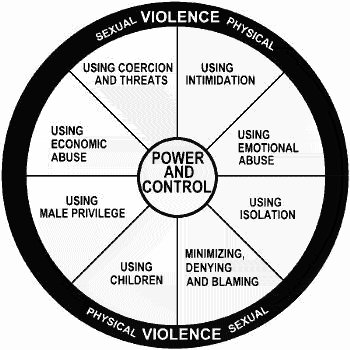 SEXUAL VIOLENCE PHYSICAL
USING COERCION
AND THREATS
USING
INTIMIDATION
USING
ECONOMIC
ABUSE
USING
EMOTIONAL
ABUSE
POWER
AND
CONTROL
USING
MALE PRIVILEGE
USING
ISOLATION
USING
CHILDREN
MINIMIZING,
DENYING
AND BLAMING
PHYSICAL VIOLENCE SEXUAL